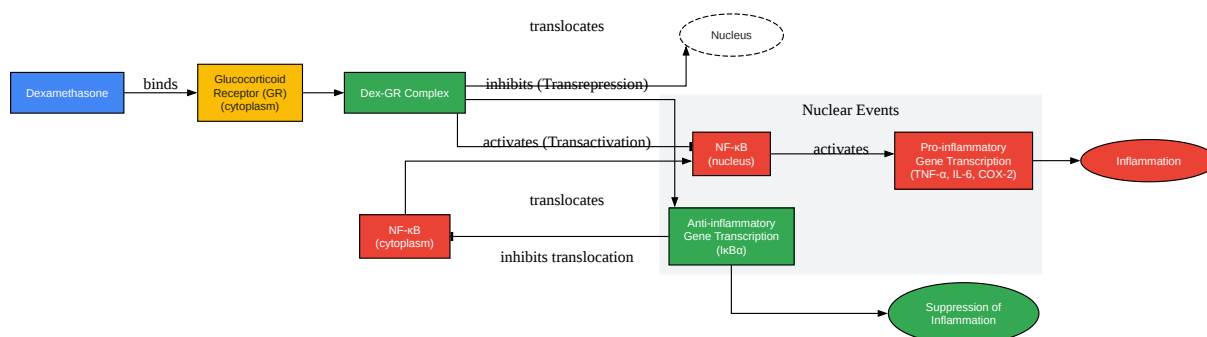 translocates
Nucleus
Dexamethasone
binds
Glucocorticoid
Receptor (GR)
(cytoplasm)
Dex-GR Complex
inhibits (Transrepression)
Nuclear Events
activates (Transactivation)
NF-κB
(nucleus)
activates
Pro-inflammatory
Gene Transcription
(TNF-α, IL-6, COX-2)
Inflammation
translocates
NF-κB
(cytoplasm)
Anti-inflammatory
Gene Transcription
(IκBα)
inhibits translocation
Suppression of
Inflammation